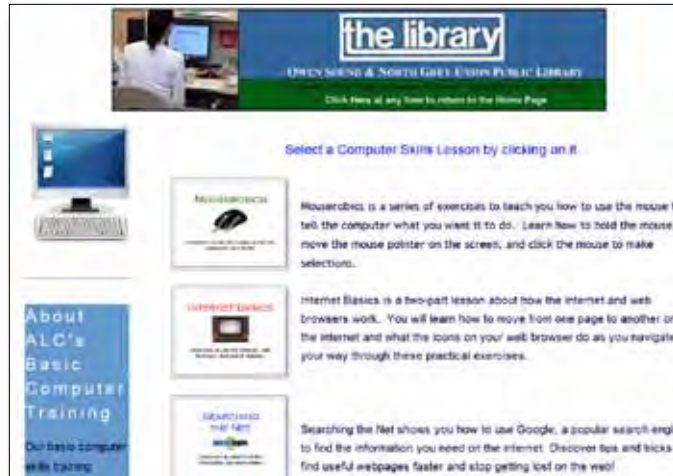 the library
OWEN SOUND & NORTH GREY UNION PUBLIC LIBRARY
Click Here at any time to return to the Home Page
Select a Computer Skills Lesson by clicking on it
MOUSEROBICS
Mouserobics is a series of exercises to teach you how to use the mouse
tell the computer what you want it to do. Learn how to hold the mouse
move the mouse pointer on the screen, and click the mouse to make
selections.
INTERNET BASICS
Internet Basics is a two-part lesson about how the internet and web
browsers work. You will learn how to move from one page to another
the internet and what the icons on your web browser do as you navigate
your way through these practical exercises.
About
ALC's
Basic
Computer
Training
Our basic computer
skills training
SEARCHING
THE NET
Searching the Net shows you how to use Google, a popular search
to find the information you need on the internet. Discover tips and tricks
find useful webpages faster and stop getting lost on the web!